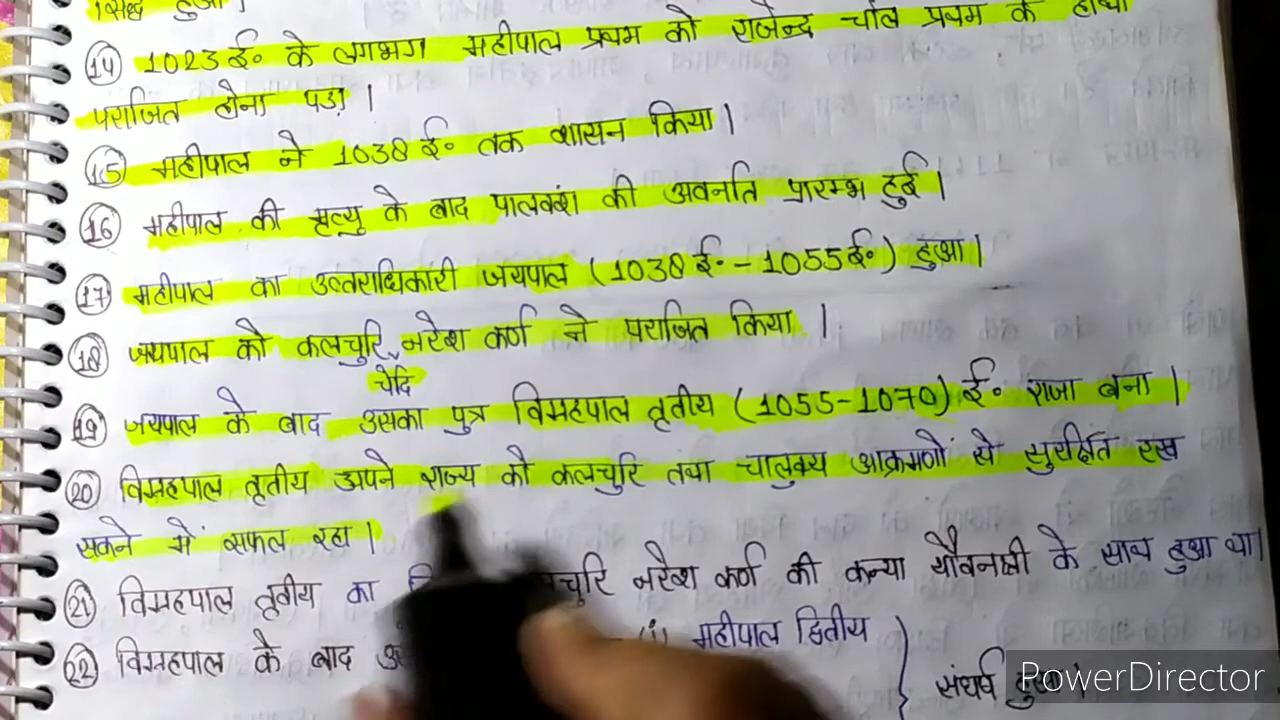 सिद्ध हुआ।
(14) 1023 ई० के लगभग महीपाल प्रथम को राजेन्द्र चोल प्रथम के हाथों
पराजित होना पड़ा।
(15) महीपाल ने 1038 ई० तक शासन किया।
(16) महीपाल की मृत्यु के बाद पालवंश की अवनति प्रारम्भ हुई।
(17) महीपाल का उत्तराधिकारी जयपाल (1038 ई०-1055 ई०) हुआ।
(18) जयपाल को कलचुरि नरेश कर्ण ने पराजित किया।
चेदि
(19) जयपाल के बाद उसका पुत्र विग्रहपाल तृतीय (1055-1070) ई० राजा बना।
(20) विग्रहपाल तृतीय अपने राज्य को कलचुरि तथा चालुक्य आक्रमणों से सुरक्षित रख
सकने में सफल रहा।
(21) विग्रहपाल तृतीय का नरेश कर्ण की कन्या यौवनश्री के साथ हुआ था।
(22) विग्रहपाल के बाद (i) महीपाल द्वितीय
संघर्ष हुआ।
PowerDirector